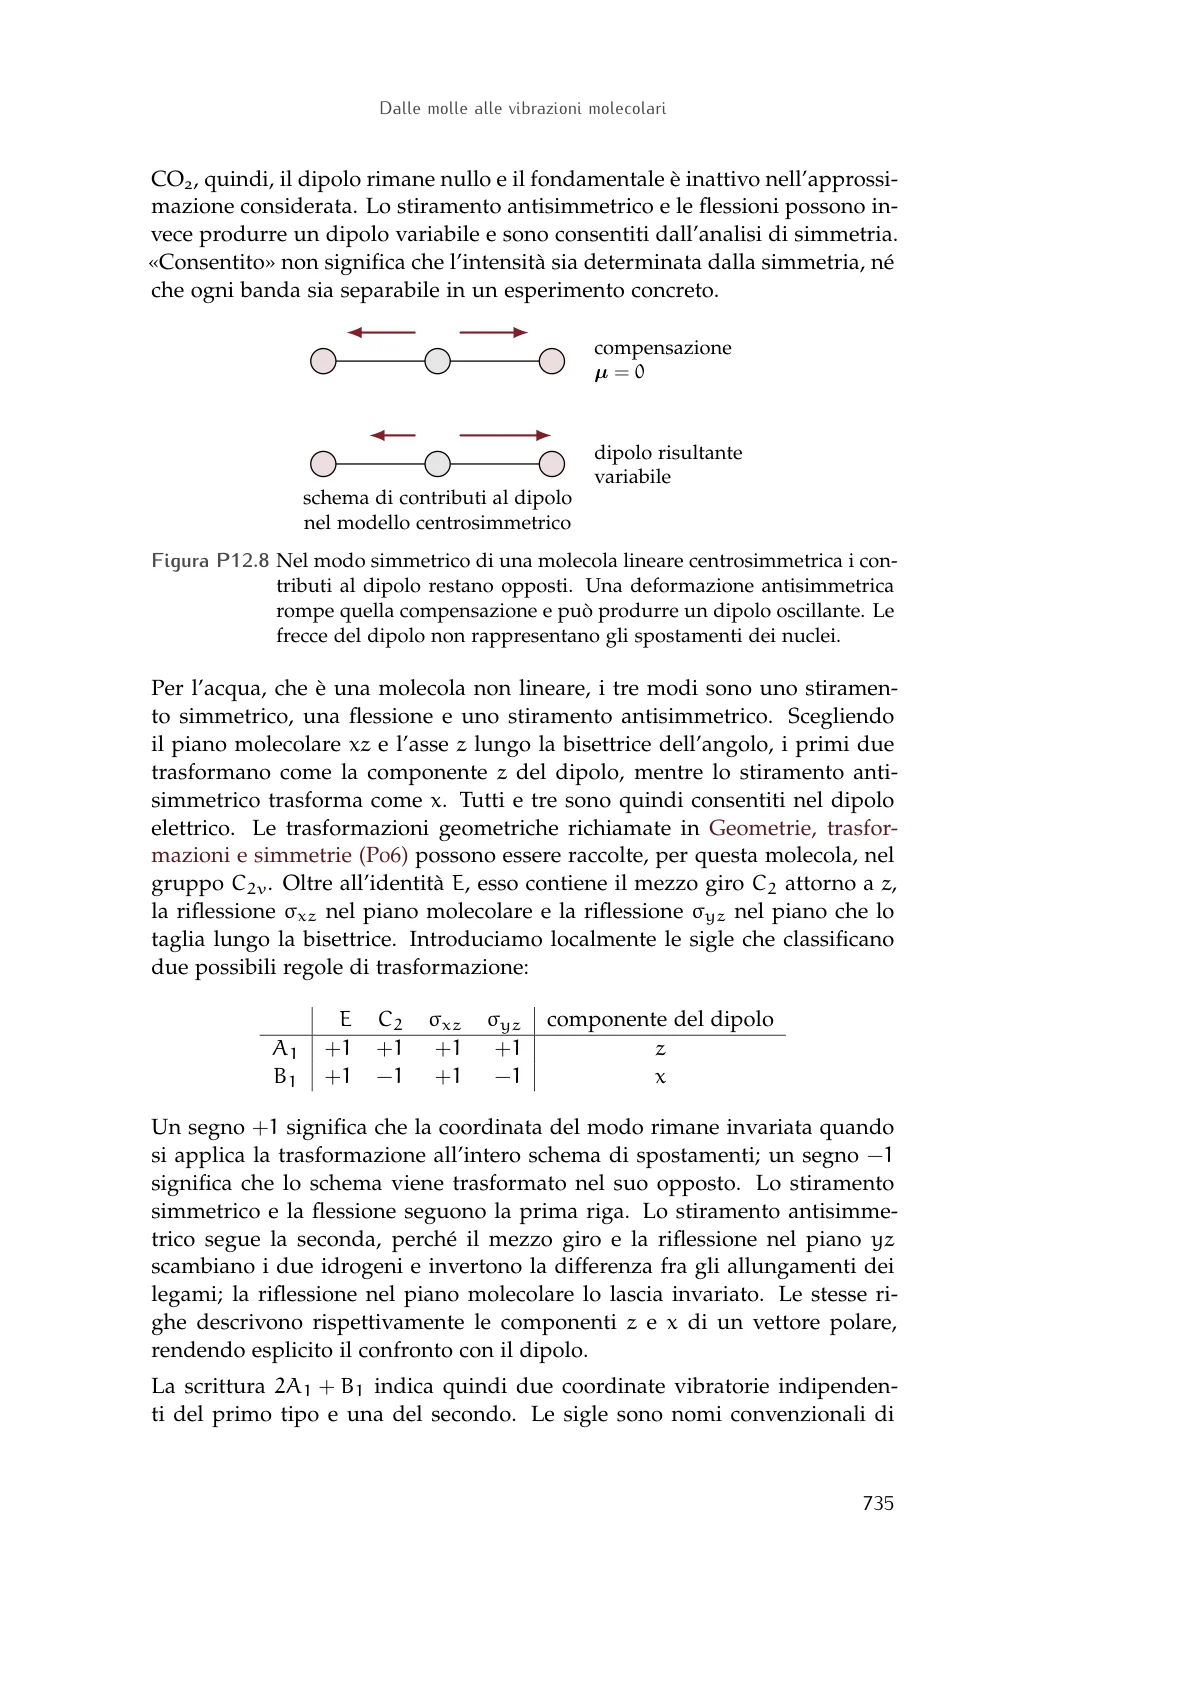 Dalle molle alle vibrazioni molecolari
CO₂, quindi, il dipolo rimane nullo e il fondamentale è inattivo nell'approssi-
mazione considerata. Lo stiramento antisimmetrico e le flessioni possono in-
vece produrre un dipolo variabile e sono consentiti dall'analisi di simmetria.
«Consentito» non significa che l'intensità sia determinata dalla simmetria, né
che ogni banda sia separabile in un esperimento concreto.
compensazione
μ = 0
dipolo risultante
variabile
schema di contributi al dipolo
nel modello centrosimmetrico
Figura P12.8 Nel modo simmetrico di una molecola lineare centrosimmetrica i con-
tributi al dipolo restano opposti. Una deformazione antisimmetrica
rompe quella compensazione e può produrre un dipolo oscillante. Le
frecce del dipolo non rappresentano gli spostamenti dei nuclei.
Per l'acqua, che è una molecola non lineare, i tre modi sono uno stiramen-
to simmetrico, una flessione e uno stiramento antisimmetrico. Scegliendo
il piano molecolare xz e l'asse z lungo la bisettrice dell'angolo, i primi due
trasformano come la componente z del dipolo, mentre lo stiramento anti-
simmetrico trasforma come x. Tutti e tre sono quindi consentiti nel dipolo
elettrico. Le trasformazioni geometriche richiamate in Geometrie, trasfor-
mazioni e simmetrie (P06) possono essere raccolte, per questa molecola, nel
gruppo C₂ᵥ. Oltre all'identità E, esso contiene il mezzo giro C₂ attorno a z,
la riflessione σxz nel piano molecolare e la riflessione σyz nel piano che lo
taglia lungo la bisettrice. Introduciamo localmente le sigle che classificano
due possibili regole di trasformazione:
E C₂ σxz σyz componente del dipolo
A₁ +1 +1 +1 +1 z
B₁ +1 −1 +1 −1 x
Un segno +1 significa che la coordinata del modo rimane invariata quando
si applica la trasformazione all'intero schema di spostamenti; un segno −1
significa che lo schema viene trasformato nel suo opposto. Lo stiramento
simmetrico e la flessione seguono la prima riga. Lo stiramento antisimme-
trico segue la seconda, perché il mezzo giro e la riflessione nel piano yz
scambiano i due idrogeni e invertono la differenza fra gli allungamenti dei
legami; la riflessione nel piano molecolare lo lascia invariato. Le stesse ri-
ghe descrivono rispettivamente le componenti z e x di un vettore polare,
rendendo esplicito il confronto con il dipolo.
La scrittura 2A₁ + B₁ indica quindi due coordinate vibratorie indipenden-
ti del primo tipo e una del secondo. Le sigle sono nomi convenzionali di
735